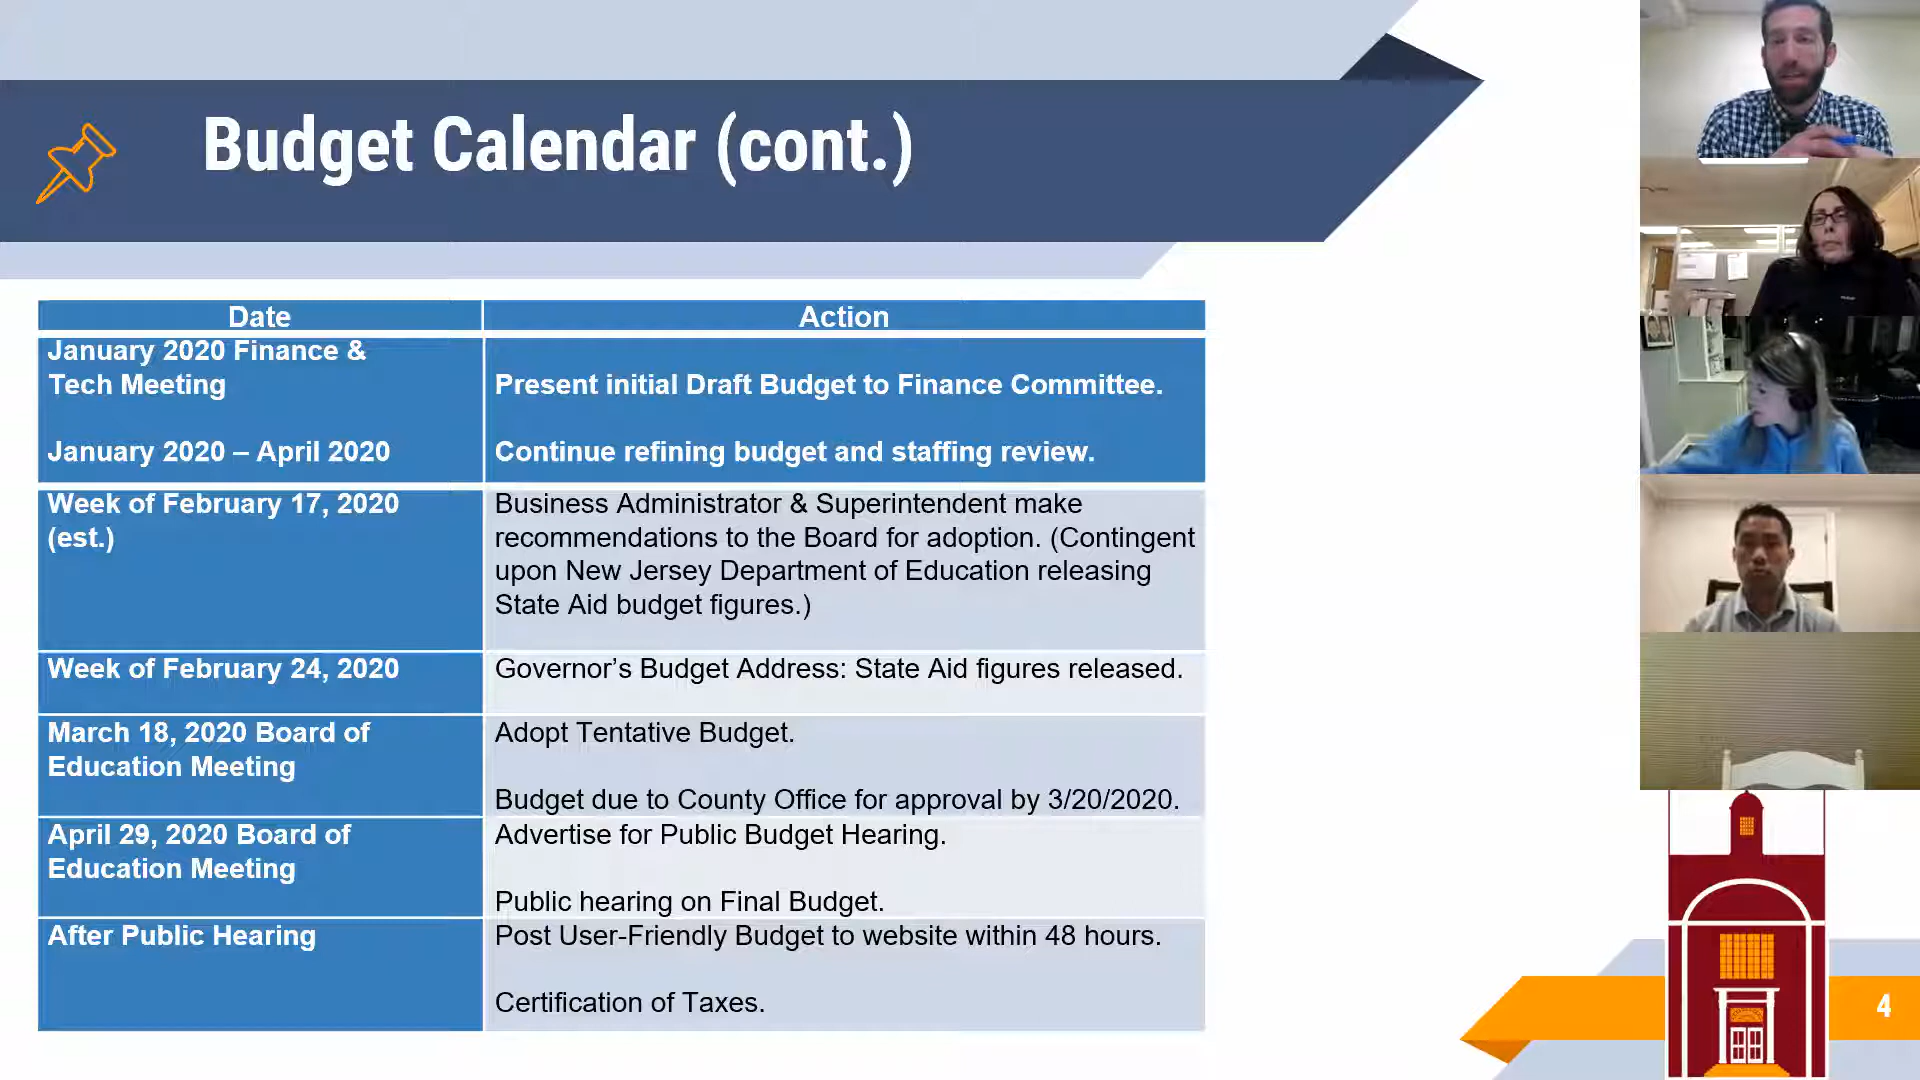 Budget Calendar (cont.)
Date
Action
January 2020 Finance &
Tech Meeting
Present initial Draft Budget to Finance Committee.
January 2020 – April 2020
Continue refining budget and staffing review.
Week of February 17, 2020
(est.)
Business Administrator & Superintendent make
recommendations to the Board for adoption. (Contingent
upon New Jersey Department of Education releasing
State Aid budget figures.)
Week of February 24, 2020
Governor’s Budget Address: State Aid figures released.
March 18, 2020 Board of
Education Meeting
Adopt Tentative Budget.
Budget due to County Office for approval by 3/20/2020.
April 29, 2020 Board of
Education Meeting
Advertise for Public Budget Hearing.
Public hearing on Final Budget.
After Public Hearing
Post User-Friendly Budget to website within 48 hours.
Certification of Taxes.
4